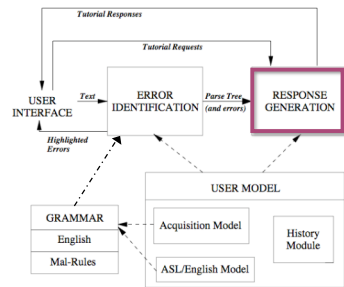 Tutorial Responses
Tutorial Requests
USER
INTERFACE
Text
ERROR
IDENTIFICATION
Parse Tree
(and errors)
RESPONSE
GENERATION
Highlighted
Errors
USER MODEL
GRAMMAR
English
Mal-Rules
Acquisition Model
ASL/English Model
History
Module